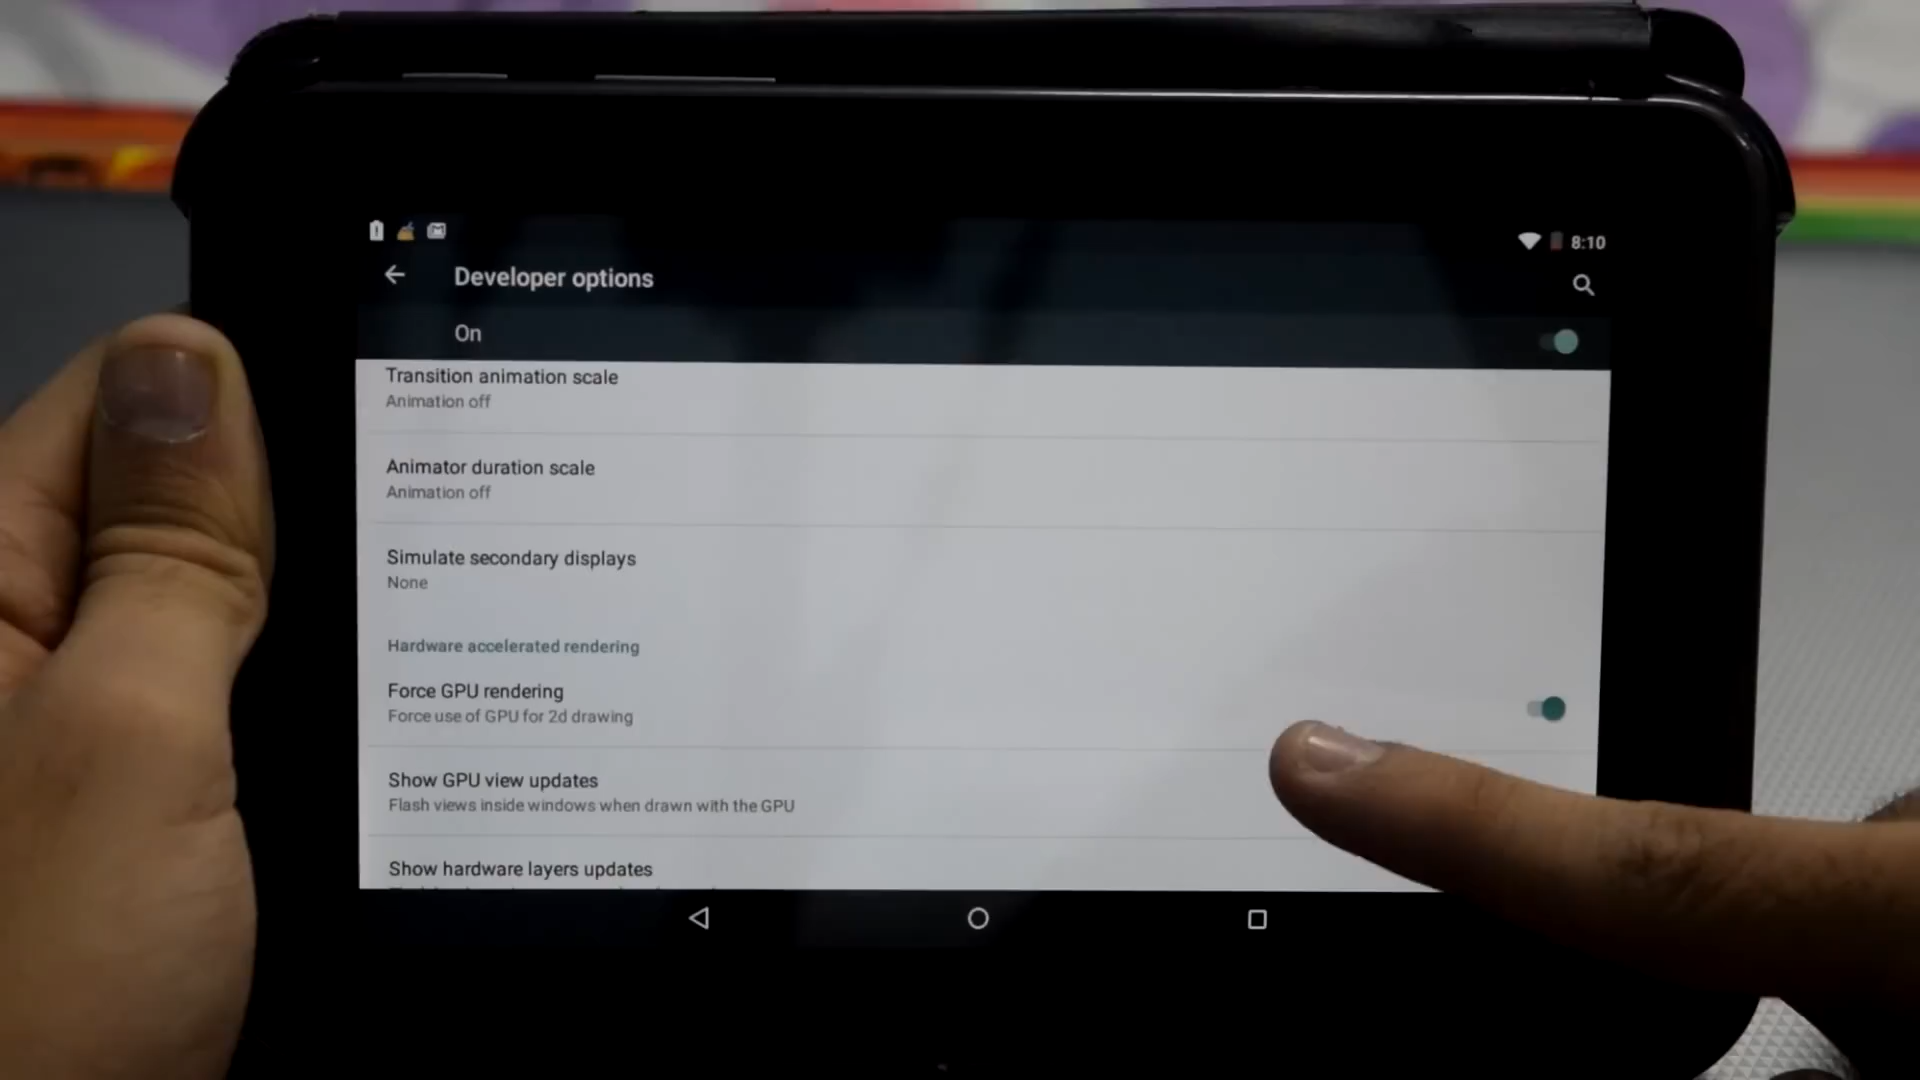 8:10
Developer options
On
Transition animation scale
Animation off
Animator duration scale
Animation off
Simulate secondary displays
None
Hardware accelerated rendering
Force GPU rendering
Force use of GPU for 2d drawing
Show GPU view updates
Flash views inside windows when drawn with the GPU
Show hardware layers updates